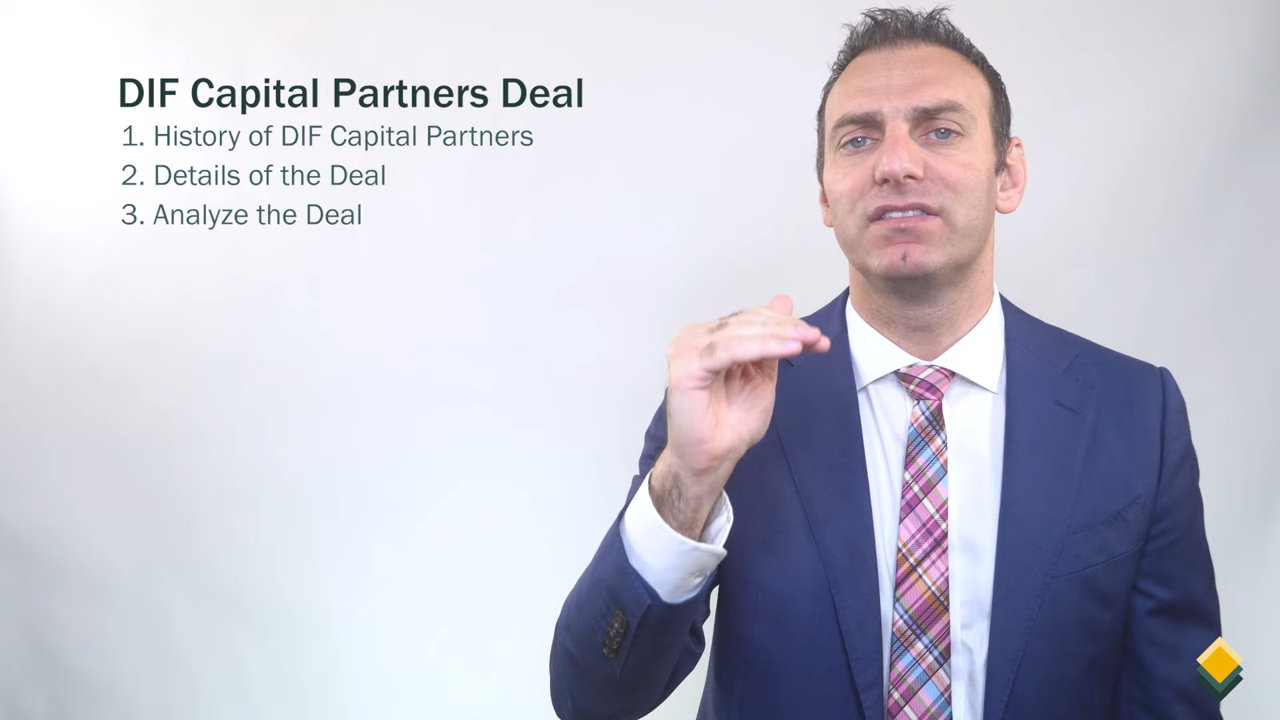 DIF Capital Partners Deal
1. History of DIF Capital Partners
2. Details of the Deal
3. Analyze the Deal